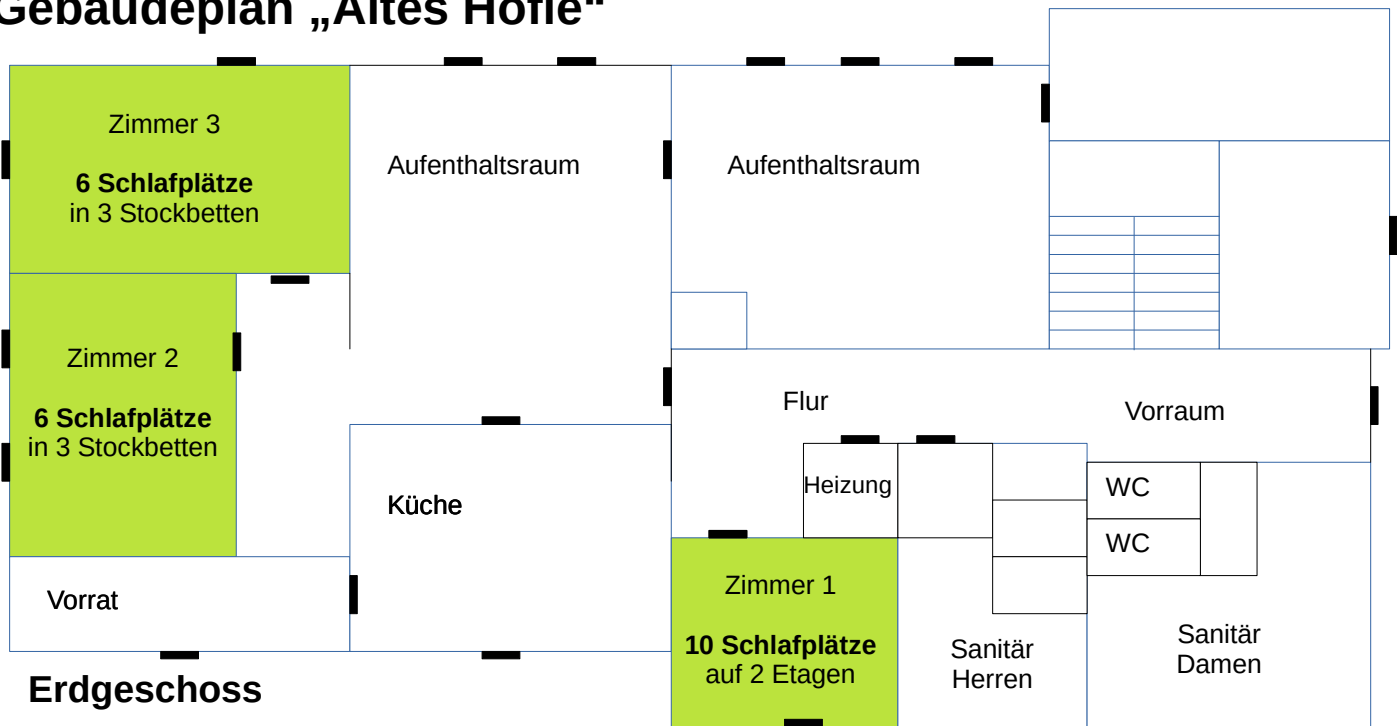 Gebäudeplan „Altes Höfle“
Zimmer 3
6 Schlafplätze
in 3 Stockbetten
Aufenthaltsraum
Aufenthaltsraum
Zimmer 2
6 Schlafplätze
in 3 Stockbetten
Flur
Vorraum
Heizung
WC
Küche
WC
Vorrat
Zimmer 1
10 Schlafplätze
auf 2 Etagen
Sanitär
Herren
Sanitär
Damen
Erdgeschoss